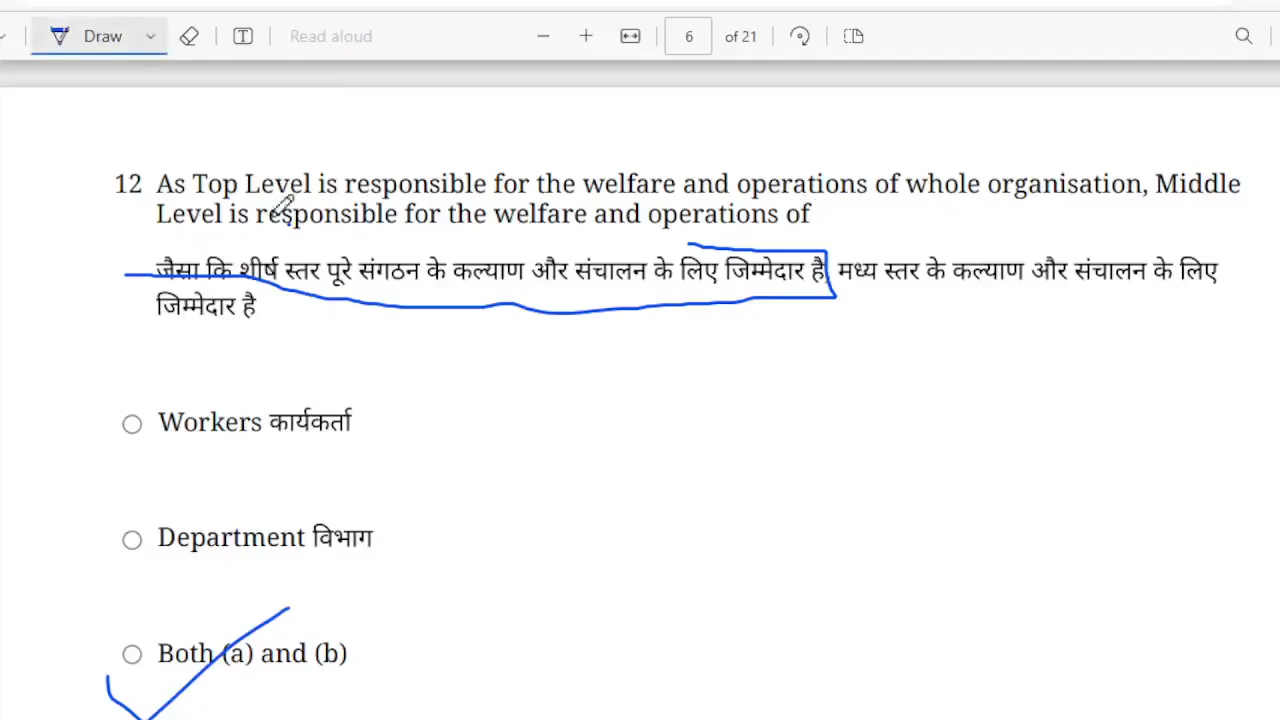 Draw
Read aloud
6 of 21
12 As Top Level is responsible for the welfare and operations of whole organisation, Middle
Level is responsible for the welfare and operations of
जैसा कि शीर्ष स्तर पूरे संगठन के कल्याण और संचालन के लिए जिम्मेदार है, मध्य स्तर के कल्याण और संचालन के लिए
जिम्मेदार है
Workers कार्यकर्ता
Department विभाग
Both (a) and (b)